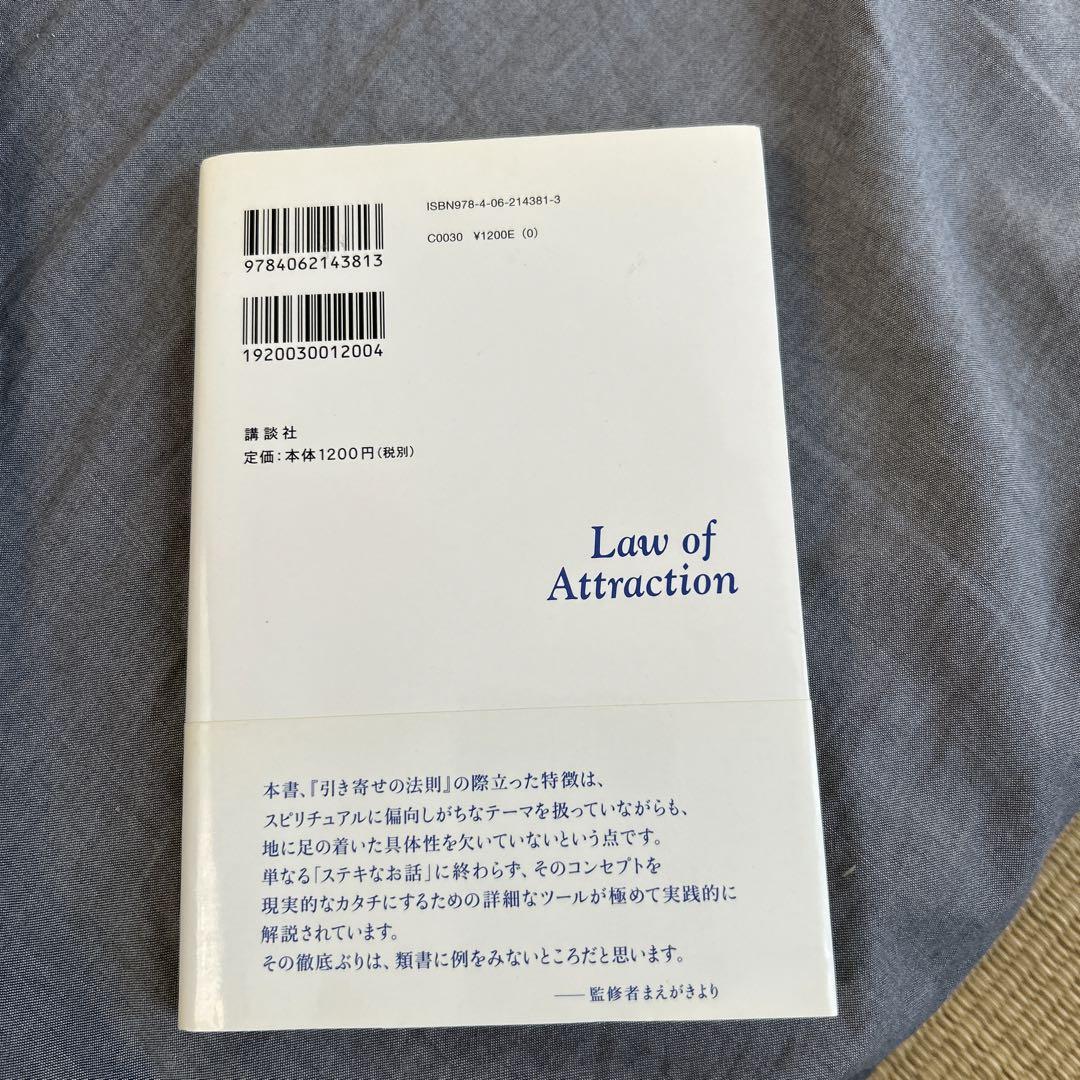 ISBN978-4-06-214381-3
C0030 ¥1200E (0)
9784062143813
1920030012004
講談社
定価:本体1200円(税別)
Law of
Attraction
本書、『引き寄せの法則』の際立った特徴は、
スピリチュアルに偏向しがちなテーマを扱っていながらも、
地に足の着いた具体性を欠いていないという点です。
単なる「ステキなお話」に終わらず、そのコンセプトを
現実的なカタチにするための詳細なツールが極めて実践的に
解説されています。
その徹底ぶりは、類書に例をみないところだと思います。
——監修者まえがきより